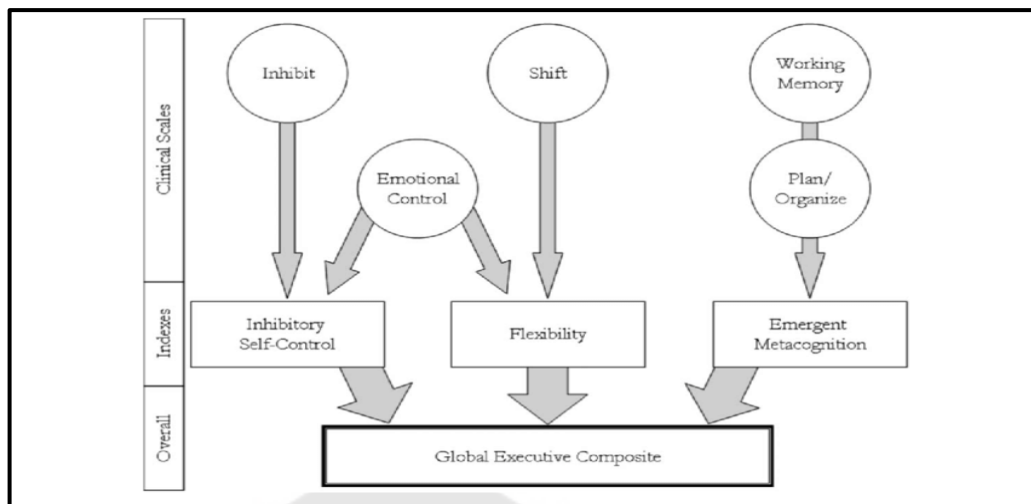 Clinical Scales
Inhibit
Shift
Working
Memory
Emotional
Control
Plan/
Organize
Indexes
Inhibitory
Self-Control
Flexibility
Emergent
Metacognition
Overall
Global Executive Composite